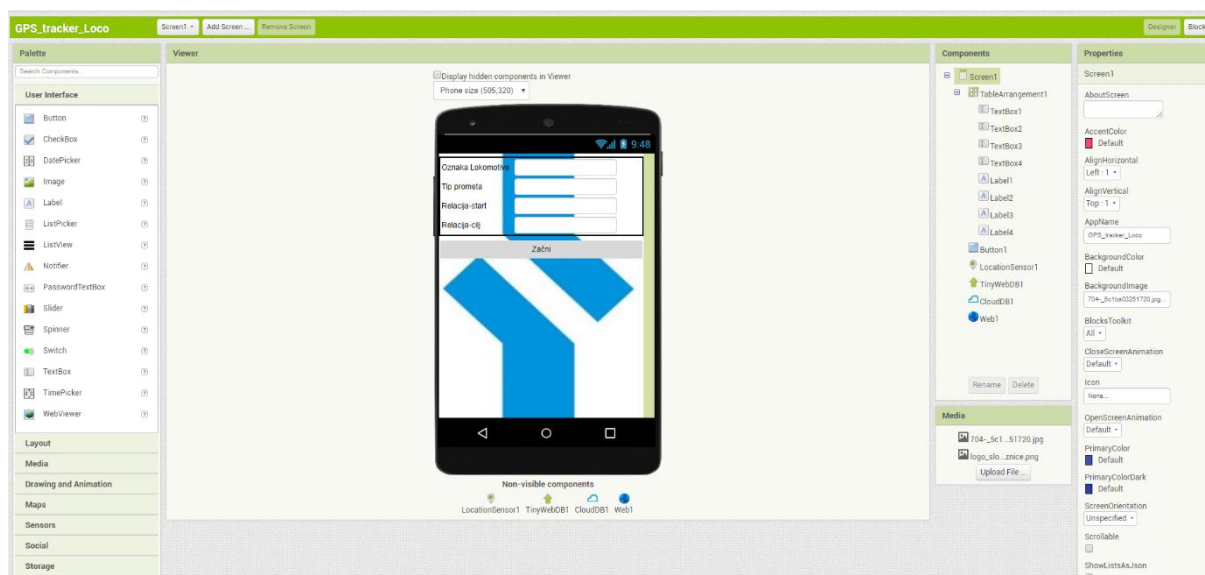 GPS_tracker_Loco
Screen1
Add Screen ...
Remove Screen
Designer
Block
Palette
Search Components...
User Interface
Button
CheckBox
DatePicker
Image
Label
ListPicker
ListView
Notifier
PasswordTextBox
Slider
Spinner
Switch
TextBox
TimePicker
WebViewer
Layout
Media
Drawing and Animation
Maps
Sensors
Social
Storage
Viewer
Display hidden components in Viewer
Phone size (505,320)
9:48
Oznaka Lokomotive
Tip prometa
Relacija-start
Relacija-cilj
Začni
Non-visible components
LocationSensor1 TinyWebDB1 CloudDB1 Web1
Components
Screen1
TableArrangement1
TextBox1
TextBox2
TextBox3
TextBox4
Label1
Label2
Label3
Label4
Button1
LocationSensor1
TinyWebDB1
CloudDB1
Web1
Rename Delete
Media
704-_5c1...51720.jpg
logo_slo...znice.png
Upload File ...
Properties
Screen1
AboutScreen
AccentColor
Default
AlignHorizontal
Left : 1
AlignVertical
Top : 1
AppName
GPS_tracker_Loco
BackgroundColor
Default
BackgroundImage
704-_5c1ba03251720.jpg...
BlocksToolkit
All
CloseScreenAnimation
Default
Icon
None...
OpenScreenAnimation
Default
PrimaryColor
Default
PrimaryColorDark
Default
ScreenOrientation
Unspecified
Scrollable
ShowListsAsJson